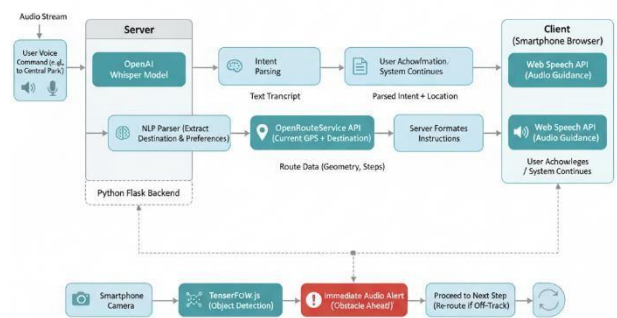 Audio Stream
User Voice
Command (e.g(,
to Central Park]
Server
OpenAI
Whisper Model
Intent
Parsing
Text Transcript
User Achowlmation
System Continues
Parsed Intent + Location
Client
(Smartphone Browser)
Web Speech API
(Audio Guidance)
NLP Parser (Extract
Destination & Preferences)
OpenRouteService API
(Current GPS + Destination)
Route Data (Geometry, Steps)
Server Formates
Instructions
Web Speech API
(Audio Guidance)
User Achowlieges
/ System Continues
Python Flask Backend
Smartphone
Camera
TenserFOW.js
(Object Detection)
Immediate Audio Alert
('Obstacle Ahead')
Proceed to Next Step
(Re-route if Off-Track)